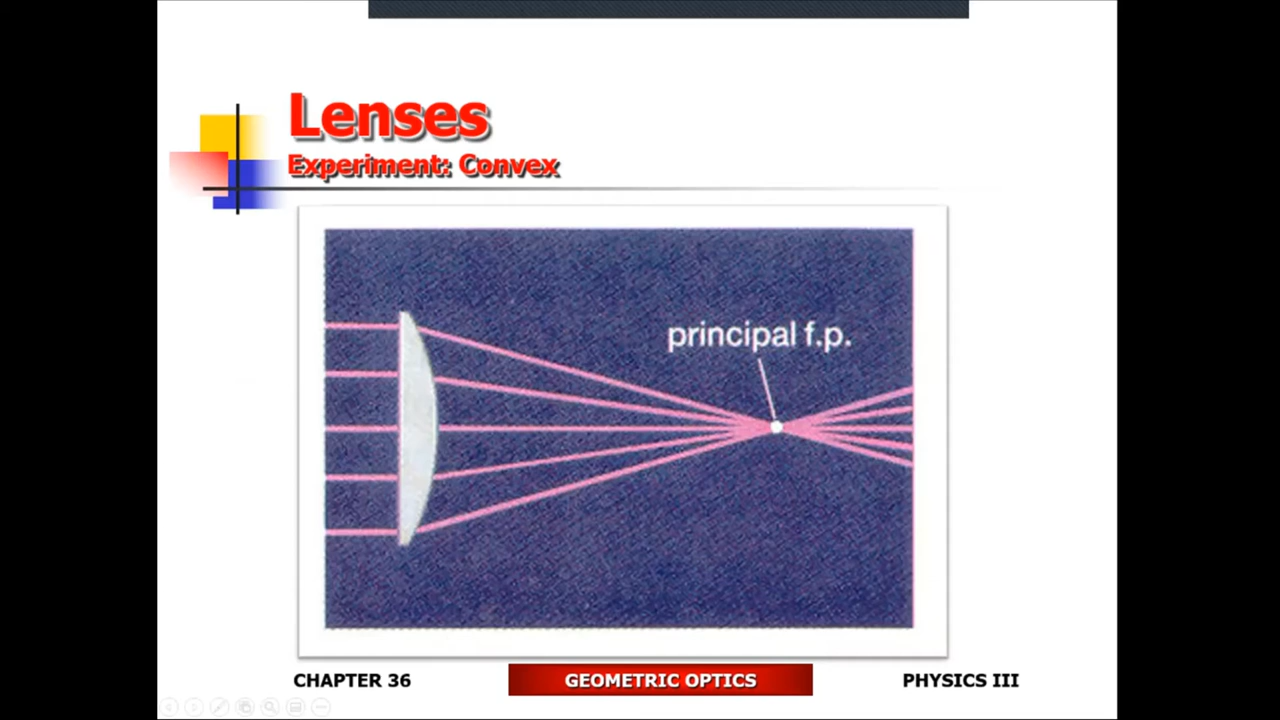 Lenses
Experiment: Convex
principal f.p.
CHAPTER 36
GEOMETRIC OPTICS
PHYSICS III